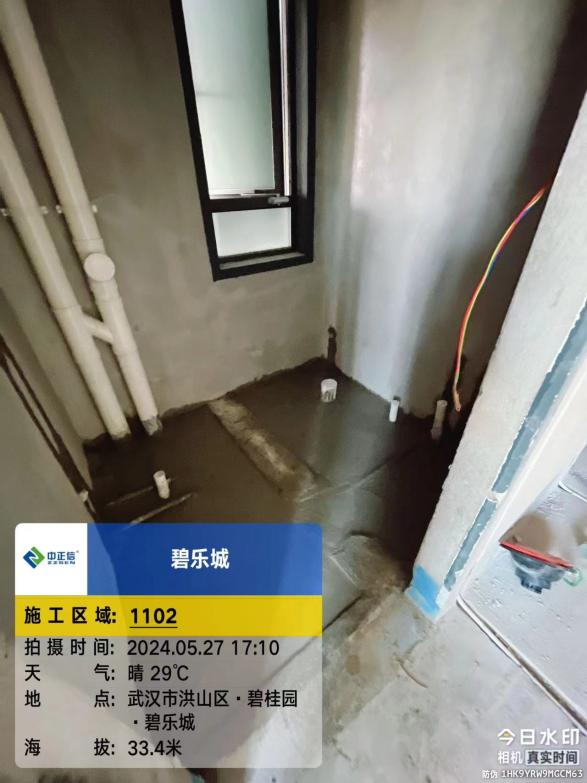 中正信®
ZZSEN
碧乐城
施工区域: 1102
拍摄时间: 2024.05.27 17:10
天气: 晴 29℃
地点: 武汉市洪山区·碧桂园
·碧乐城
海拔: 33.4米
今日水印
相机 真实时间
防伪 1HK9YRW9MGCM63